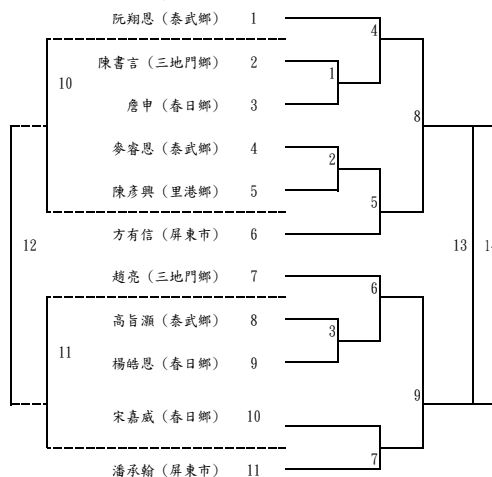 阮翔恩 (泰武鄉) 1
4
陳書言 (三地門鄉) 2
1
10
詹申 (春日鄉) 3
8
麥睿恩 (泰武鄉) 4
2
陳彥興 (里港鄉) 5
5
方有信 (屏東市) 6
12
13
趙亮 (三地門鄉) 7
6
高旨灝 (泰武鄉) 8
3
11
楊皓恩 (春日鄉) 9
9
宋嘉威 (春日鄉) 10
7
潘承翰 (屏東市) 11